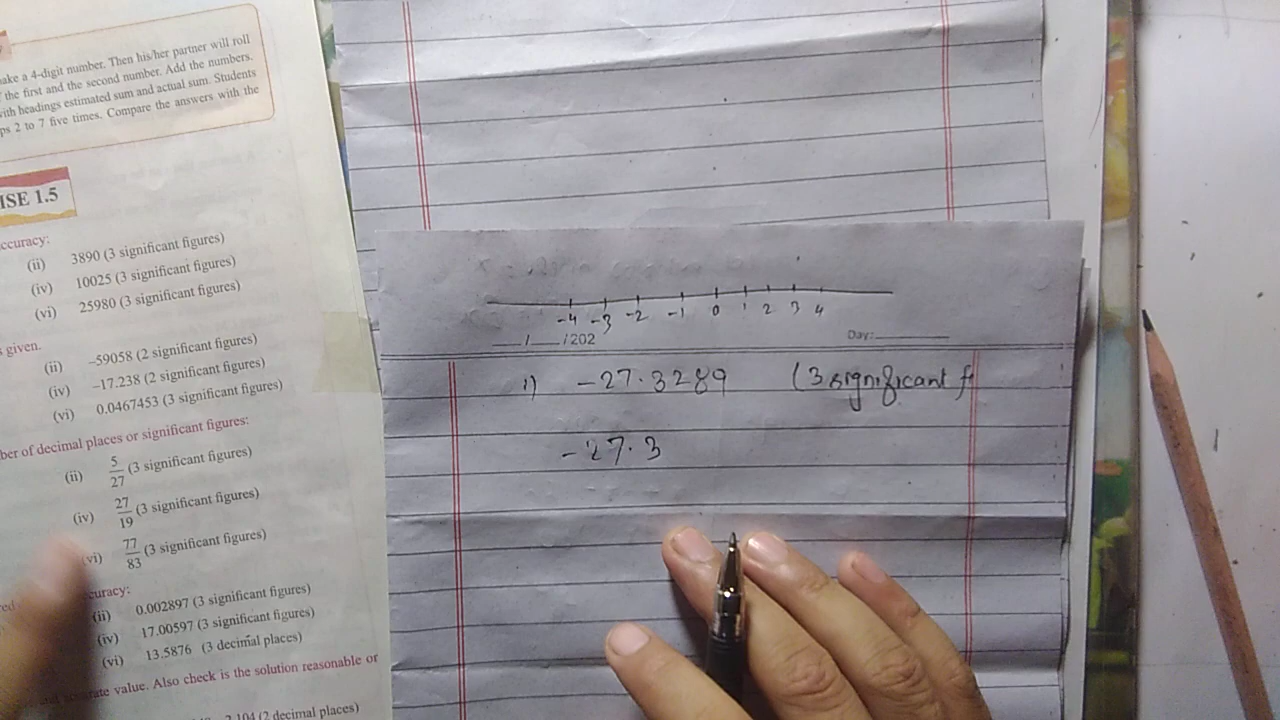 ake a 4-digit number. Then his/her partner will roll
the first and the second number. Add the numbers.
with headings estimated sum and actual sum. Students
ps 2 to 7 five times. Compare the answers with the
ISE 1.5
ccuracy:
(ii) 3890 (3 significant figures)
(iv) 10025 (3 significant figures)
(vi) 25980 (3 significant figures)
s given.
(ii) –59058 (2 significant figures)
(iv) –17.238 (2 significant figures)
(vi) 0.0467453 (3 significant figures)
ber of decimal places or significant figures:
(ii) 5/27 (3 significant figures)
(iv) 27/19 (3 significant figures)
(vi) 77/83 (3 significant figures)
curacy:
(ii) 0.002897 (3 significant figures)
(iv) 17.00597 (3 significant figures)
(vi) 13.5876 (3 decimal places)
value. Also check is the solution reasonable or
2.104 (2 decimal places)
-4 -3 -2 -1 0 1 2 3 4
__/__/202 Day:
i) -27.3289 (3 significant f
-27.3